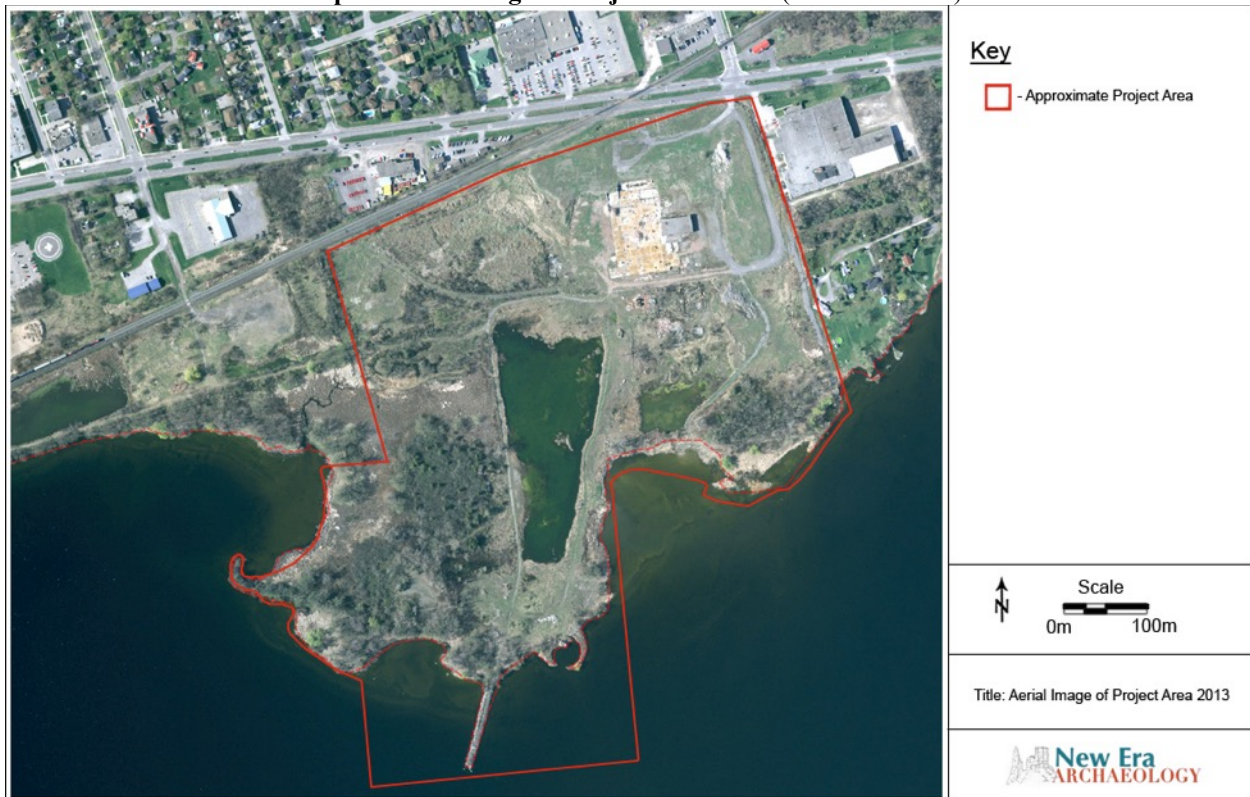 Key
- Approximate Project Area
N
Scale
0m 100m
Title: Aerial Image of Project Area 2013
New Era
ARCHAEOLOGY